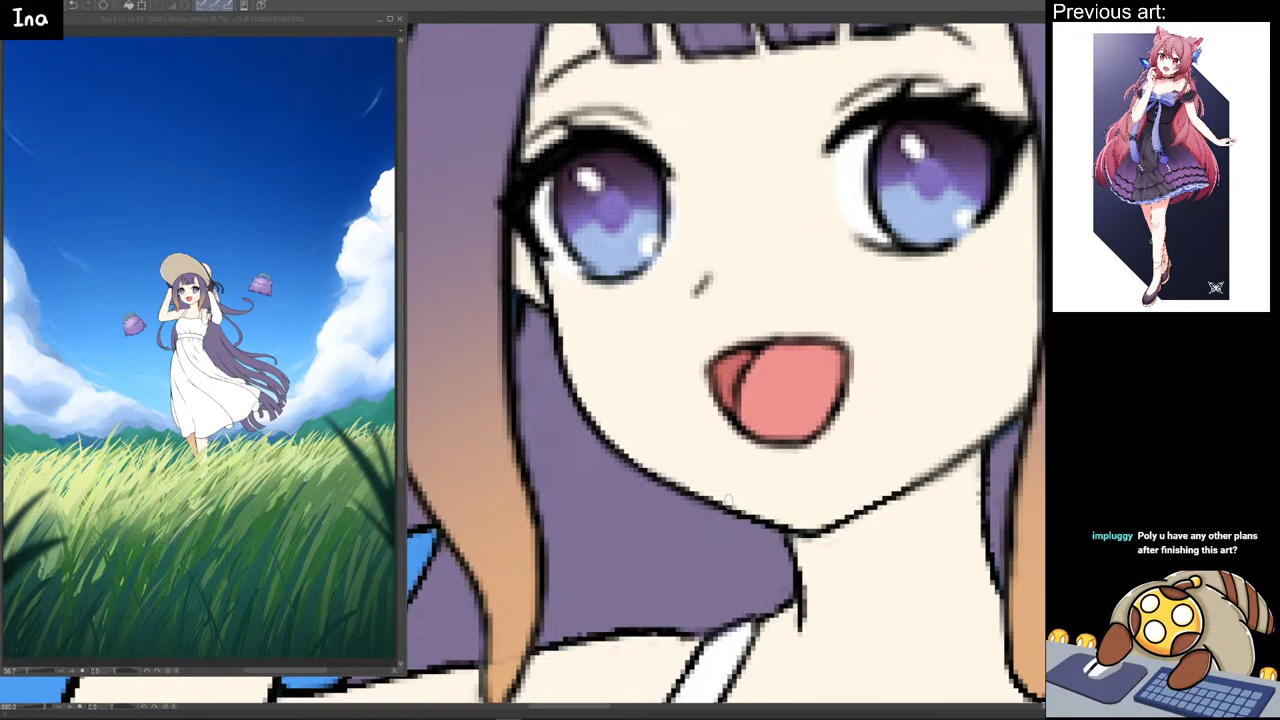 Ina
Previous art:
impluggy Poly u have any other plans
after finishing this art?